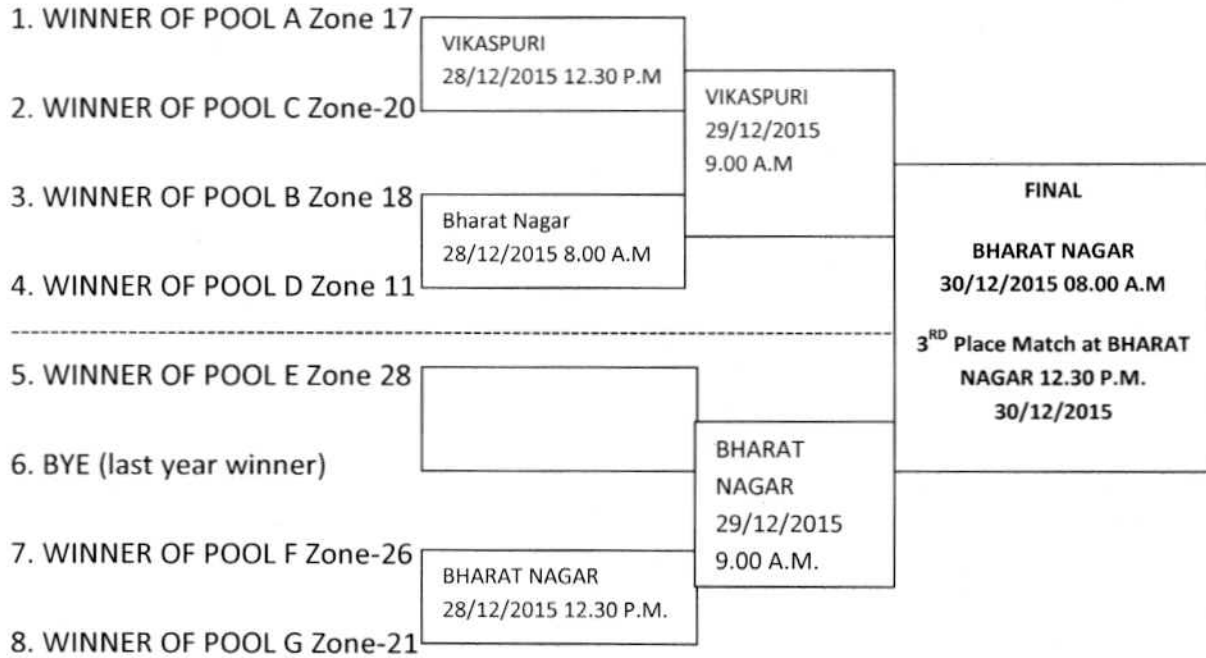 1. WINNER OF POOL A Zone 17
VIKASPURI
28/12/2015 12.30 P.M
2. WINNER OF POOL C Zone-20
VIKASPURI
29/12/2015
9.00 A.M
3. WINNER OF POOL B Zone 18
Bharat Nagar
28/12/2015 8.00 A.M
4. WINNER OF POOL D Zone 11
FINAL
BHARAT NAGAR
30/12/2015 08.00 A.M
3RD Place Match at BHARAT
NAGAR 12.30 P.M.
30/12/2015
5. WINNER OF POOL E Zone 28
6. BYE (last year winner)
BHARAT
NAGAR
29/12/2015
9.00 A.M.
7. WINNER OF POOL F Zone-26
BHARAT NAGAR
28/12/2015 12.30 P.M.
8. WINNER OF POOL G Zone-21